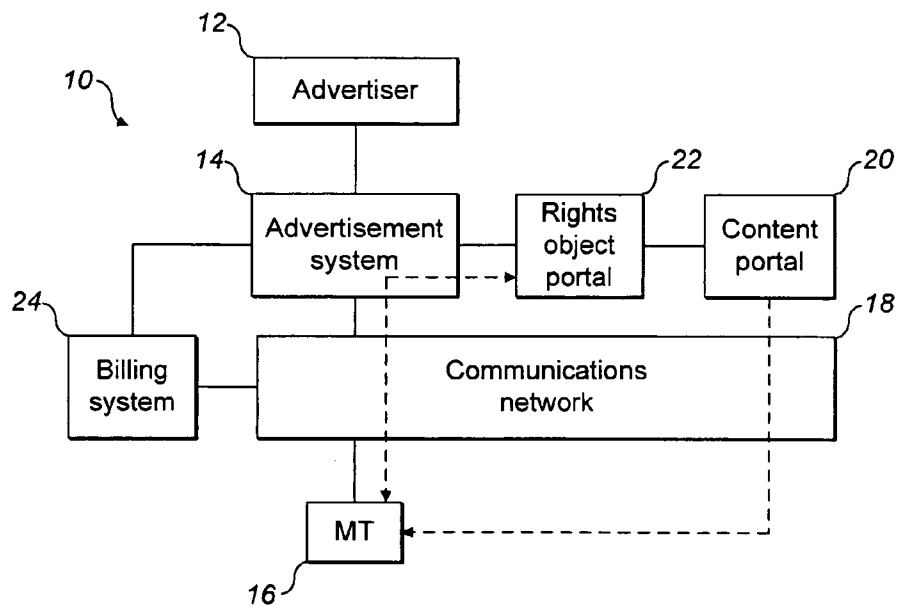 12
10
Advertiser
14
22
20
Advertisement
system
Rights
object
portal
Content
portal
24
18
Billing
system
Communications
network
MT
16